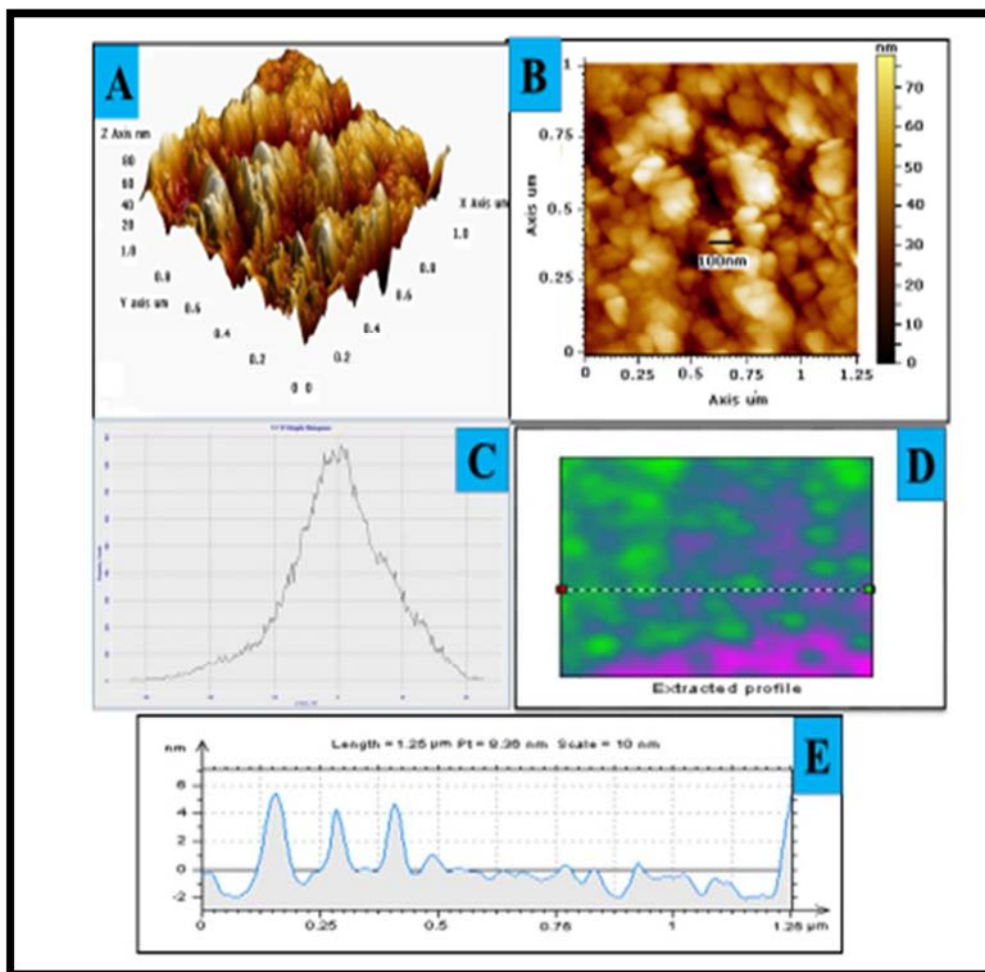 A
Z Axis nm
80
60
40
20
1.0
0.8
Y axis um
0.6
0.4
0.2
0 0
0.2
0.4
0.6
0.8
1.0
X Axis um
B
nm
70
60
50
40
30
20
10
0
1
0.75
0.5
0.25
0
Axis um
100nm
0
0.25
0.5
0.75
1
1.25
Axis um
C
D
Extracted profile
E
nm
Length = 1.25 µm Pt = 9.36 nm Scale = 10 nm
6
4
2
0
-2
0
0.25
0.5
0.75
1
1.25 µm